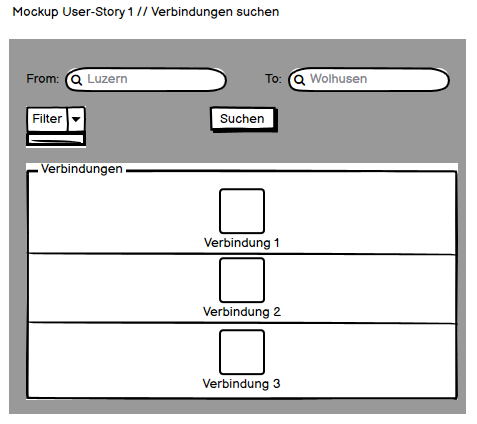 Mockup User-Story 1 // Verbindungen suchen
From: Luzern To: Wolhusen
Filter Suchen
Verbindungen
Verbindung 1
Verbindung 2
Verbindung 3